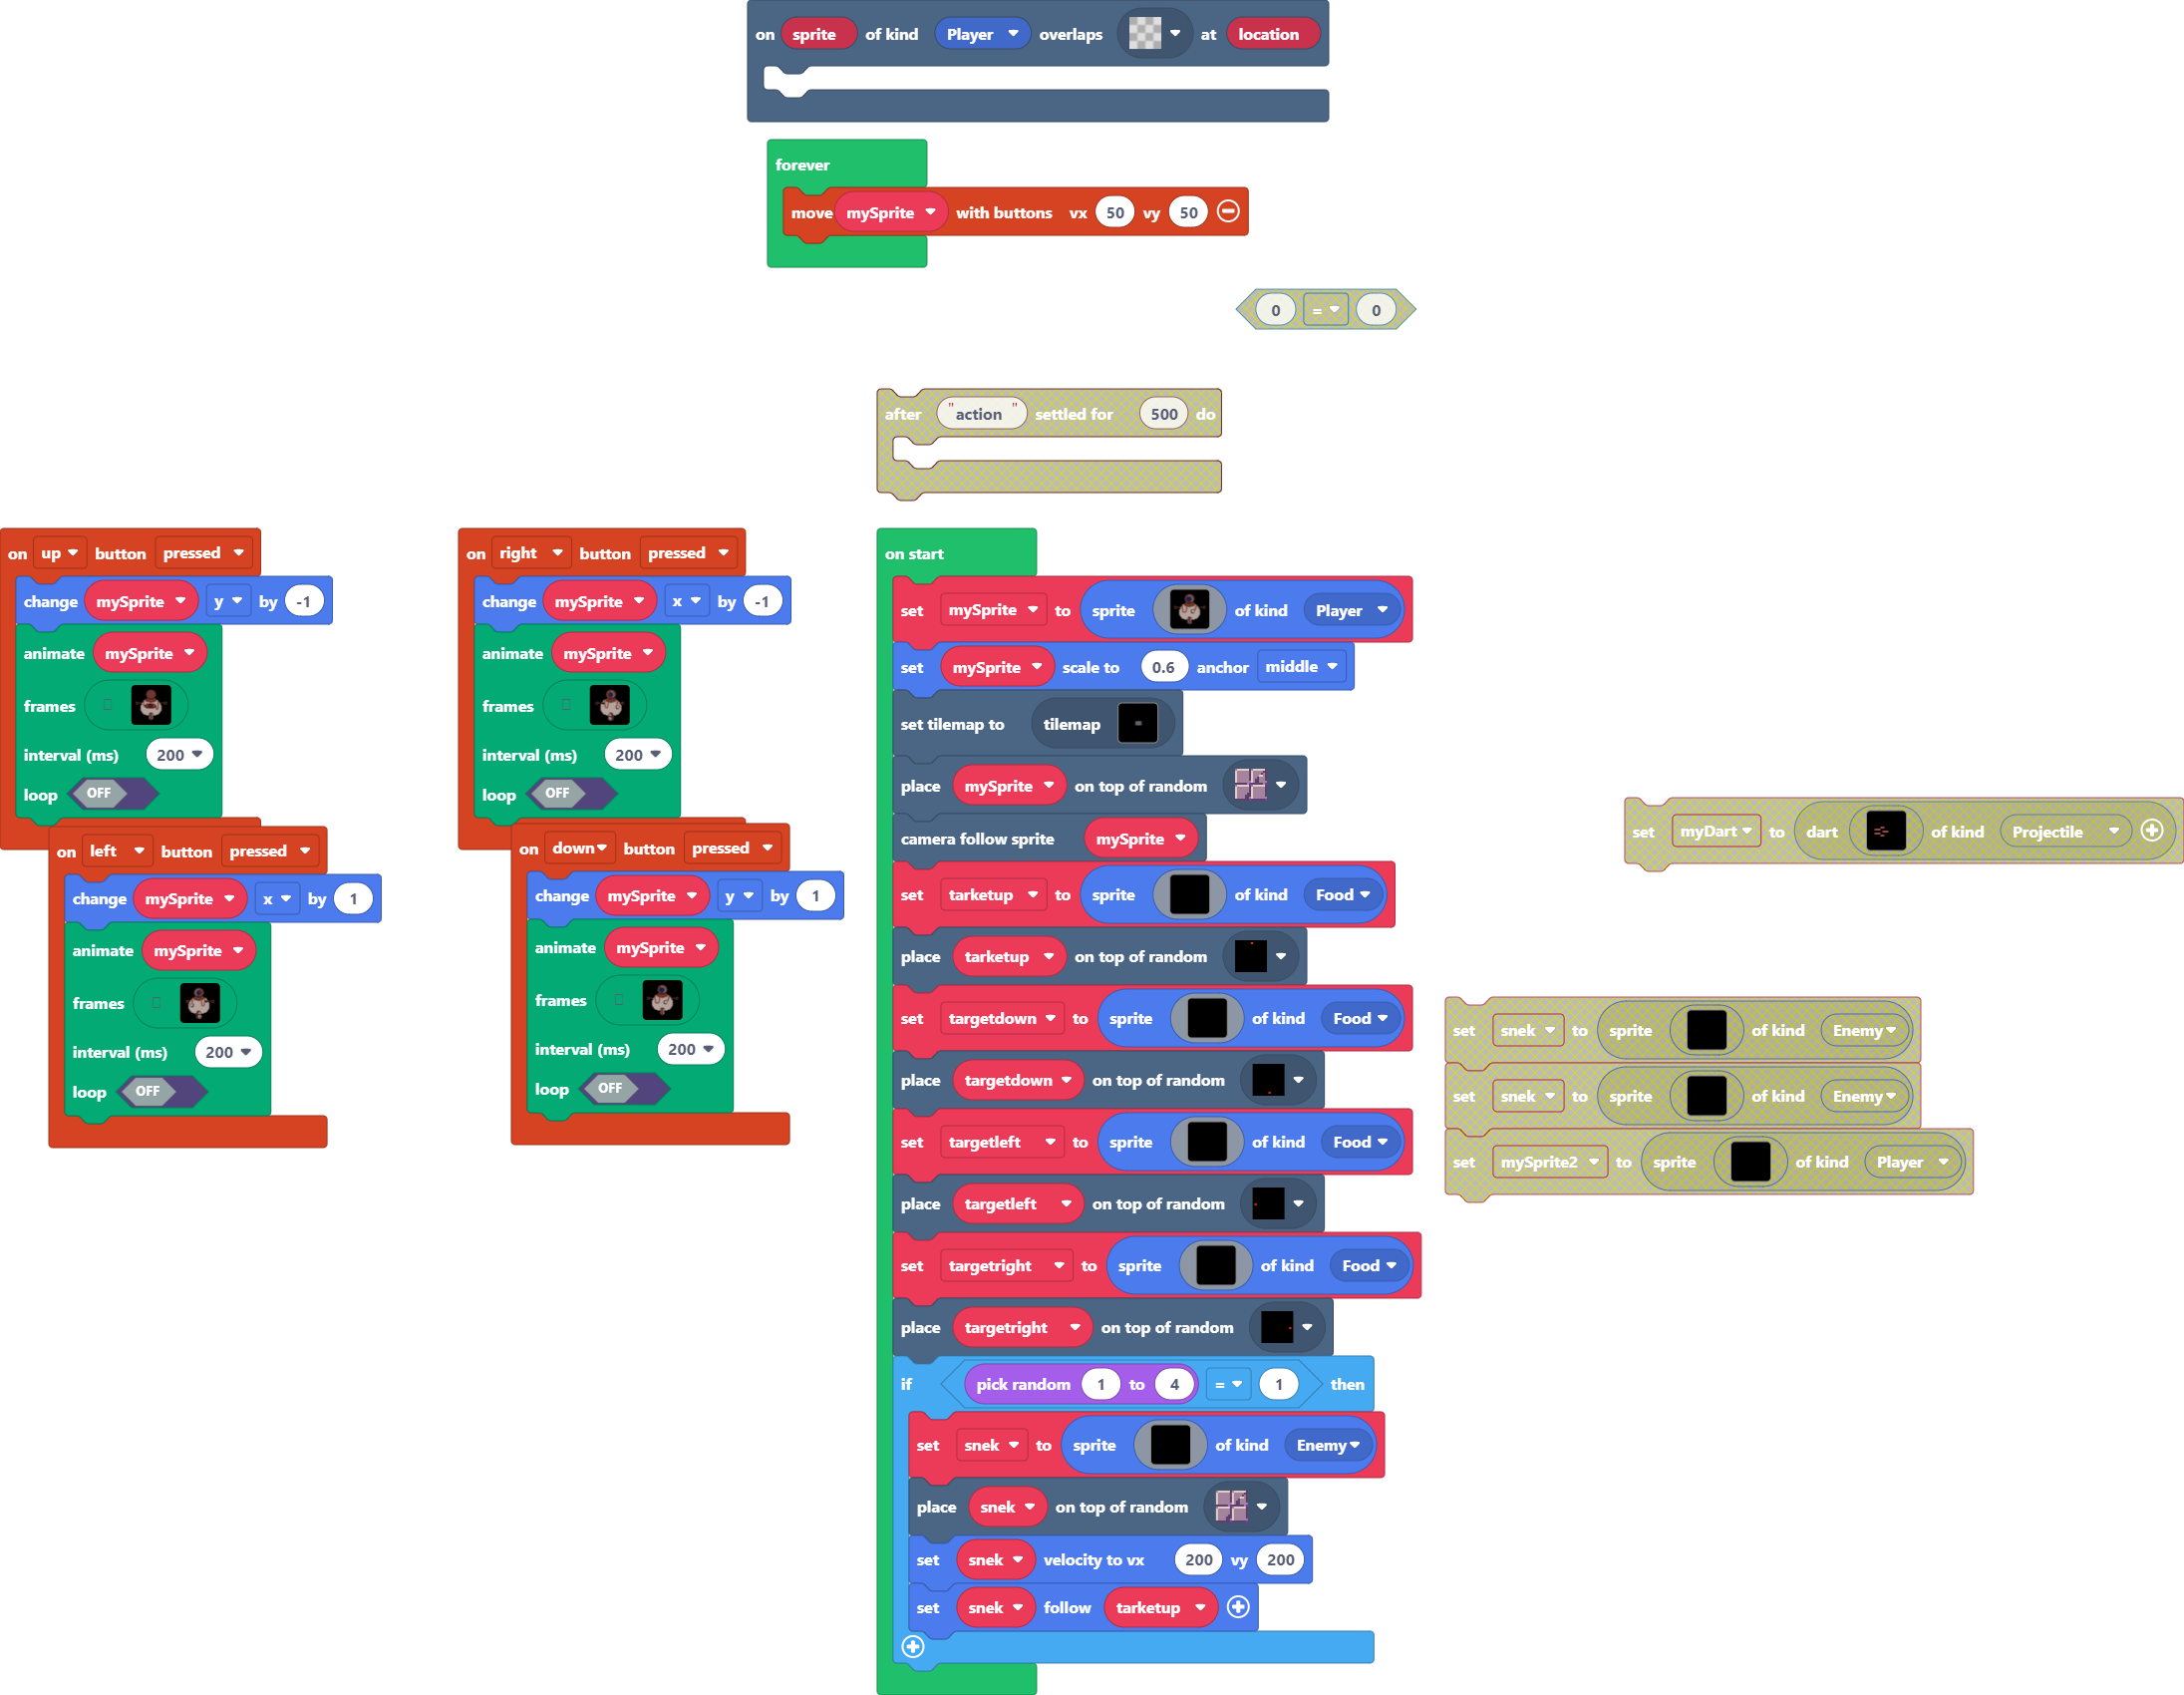 on sprite of kind Player overlaps at location
forever
move mySprite with buttons vx 50 vy 50
0 = 0
after "action" settled for 500 do
on up button pressed
change mySprite y by -1
animate mySprite
frames
interval (ms) 200
loop OFF
on left button pressed
change mySprite x by 1
animate mySprite
frames
interval (ms) 200
loop OFF
on right button pressed
change mySprite x by -1
animate mySprite
frames
interval (ms) 200
loop OFF
on down button pressed
change mySprite y by 1
animate mySprite
frames
interval (ms) 200
loop OFF
on start
set mySprite to sprite of kind Player
set mySprite scale to 0.6 anchor middle
set tilemap to tilemap
place mySprite on top of random
camera follow sprite mySprite
set tarketup to sprite of kind Food
place tarketup on top of random
set targetdown to sprite of kind Food
place targetdown on top of random
set targetleft to sprite of kind Food
place targetleft on top of random
set targetright to sprite of kind Food
place targetright on top of random
if pick random 1 to 4 = 1 then
set snek to sprite of kind Enemy
place snek on top of random
set snek velocity to vx 200 vy 200
set snek follow tarketup
set myDart to dart of kind Projectile
set snek to sprite of kind Enemy
set snek to sprite of kind Enemy
set mySprite2 to sprite of kind Player